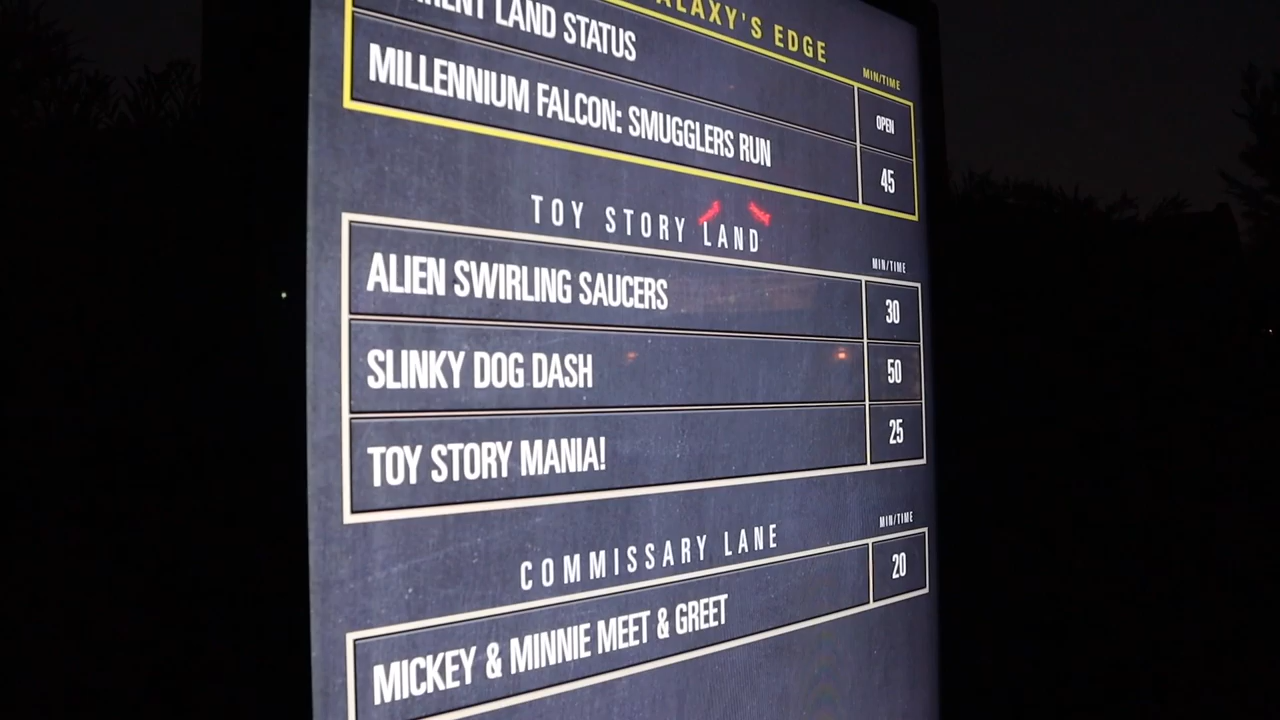 EDGE
LAND STATUS
MIN/TIME
OPEN
MILLENNIUM FALCON: SMUGGLERS RUN
45
TOY STORY LAND
MIN/TIME
ALIEN SWIRLING SAUCERS
30
SLINKY DOG DASH
50
TOY STORY MANIA!
25
COMMISSARY LANE
MIN/TIME
MICKEY & MINNIE MEET & GREET
20